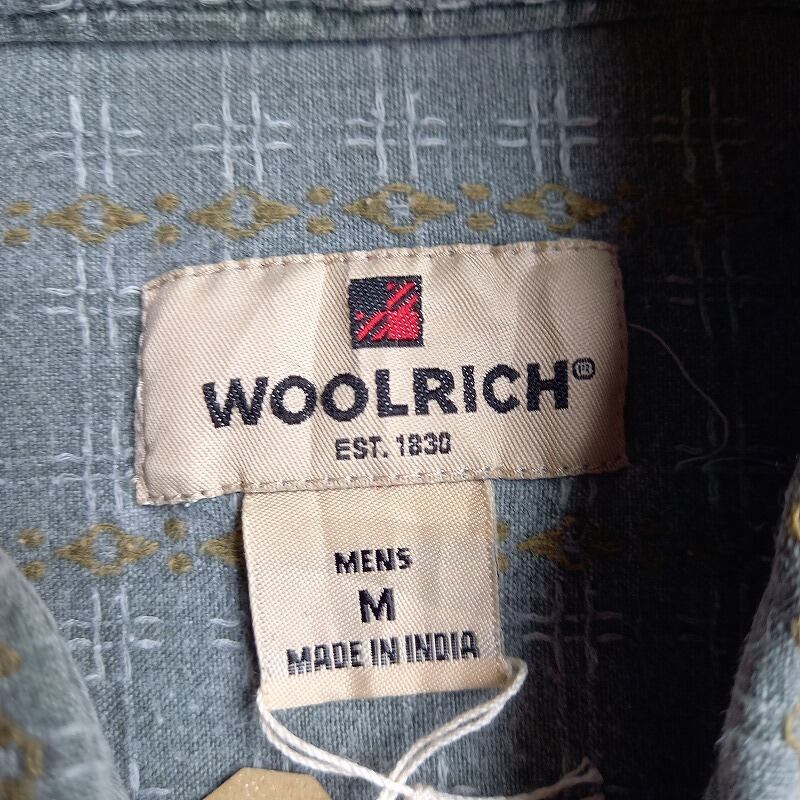 WOOLRICH®
EST. 1830
MENS
M
MADE IN INDIA